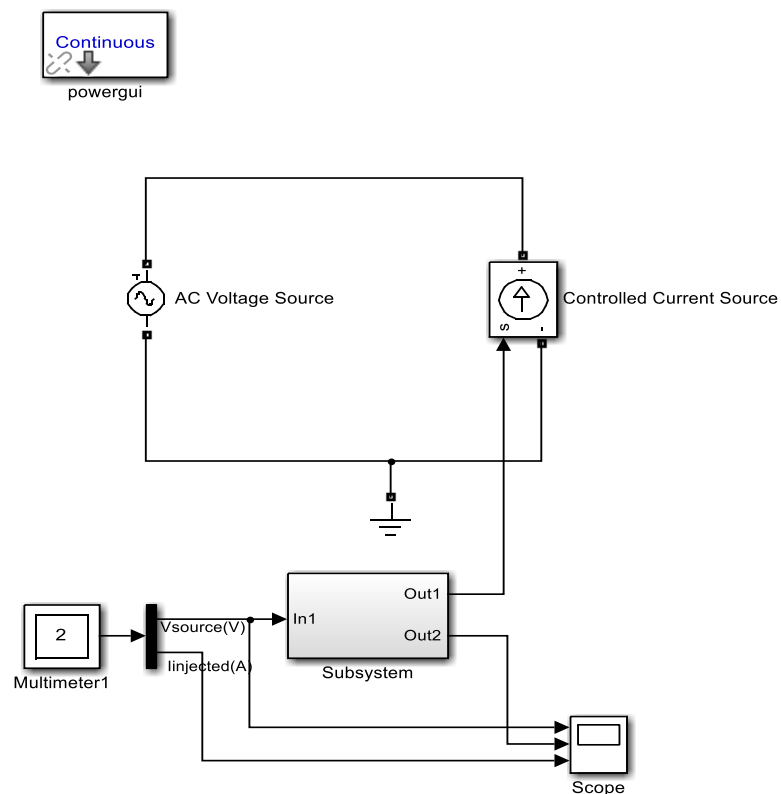 Continuous
powergui
+
AC Voltage Source
Controlled Current Source
s
-
Out1
Vsource(V)
In1
2
Out2
Iinjected(A)
Multimeter1
Subsystem
Scope